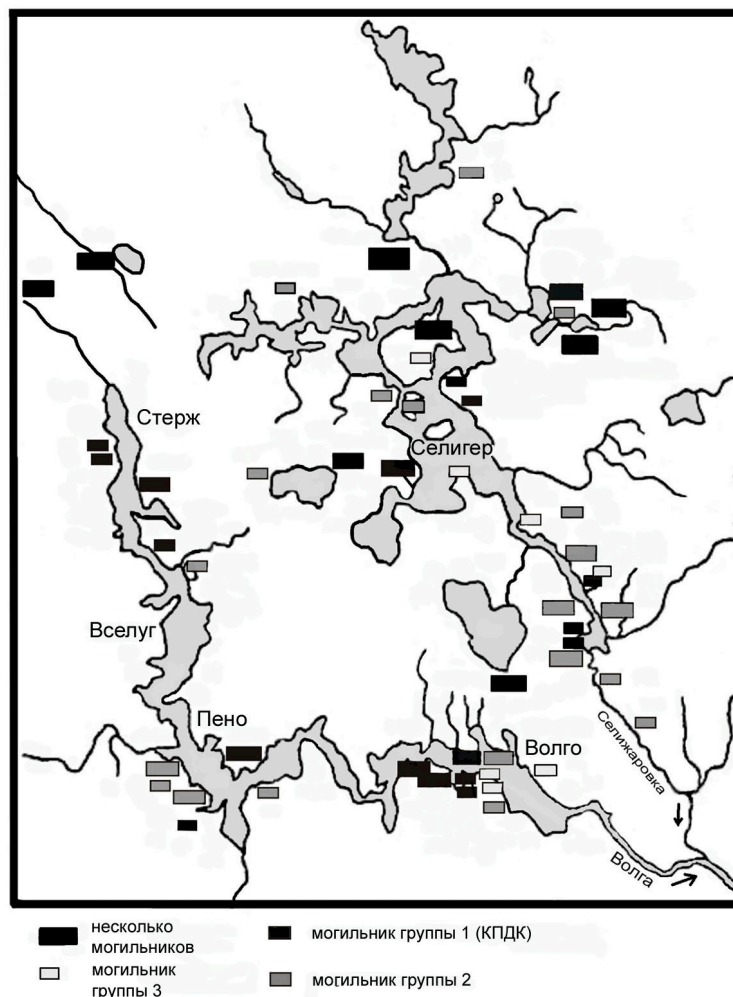 Стерж
Селигер
Вселуг
Пено
Волго
Селижаровка
Волга
несколько
могильников
могильник группы 1 (КПДК)
могильник
группы 3
могильник группы 2